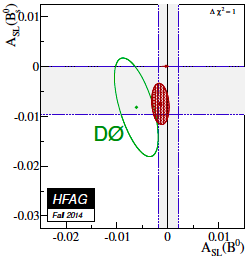 A_SL(B_s^0)
Δ χ² = 1
0.01
0
-0.01
-0.02
-0.03
DØ
HFAG
Fall 2014
-0.02 -0.01 0 0.01
A_SL(B^0)